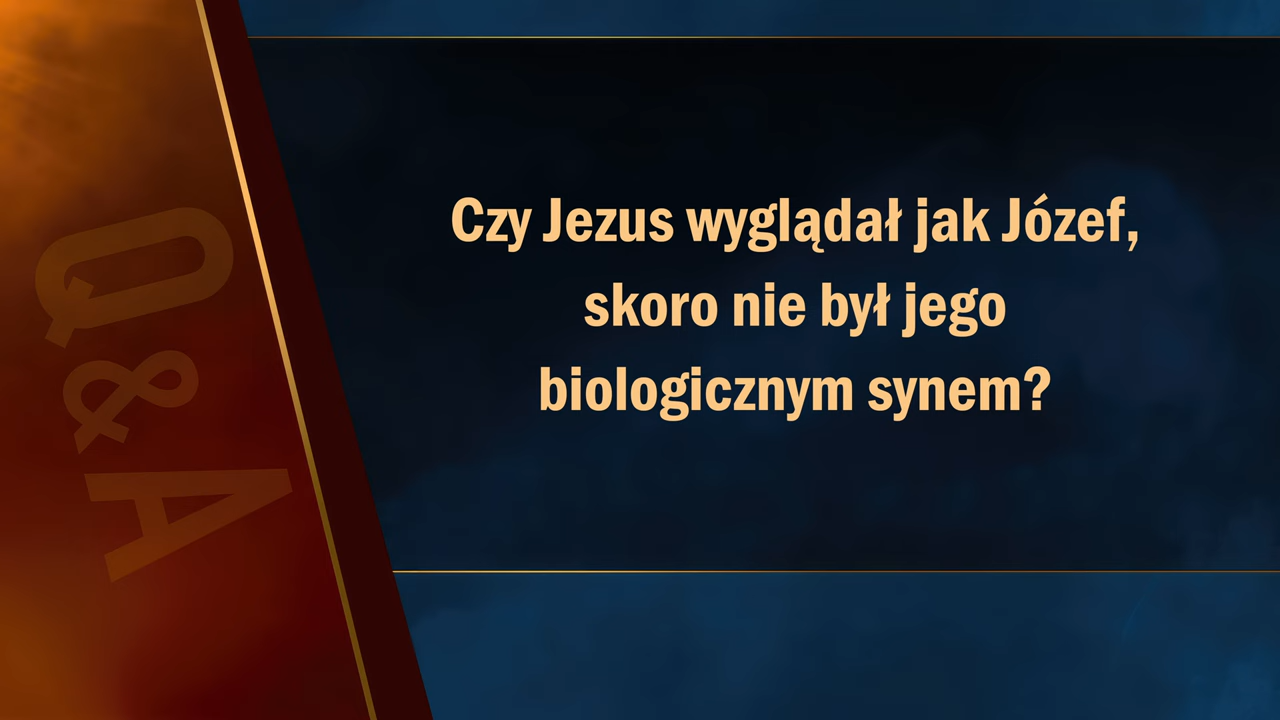 Q&A
Czy Jezus wyglądał jak Józef,
skoro nie był jego
biologicznym synem?